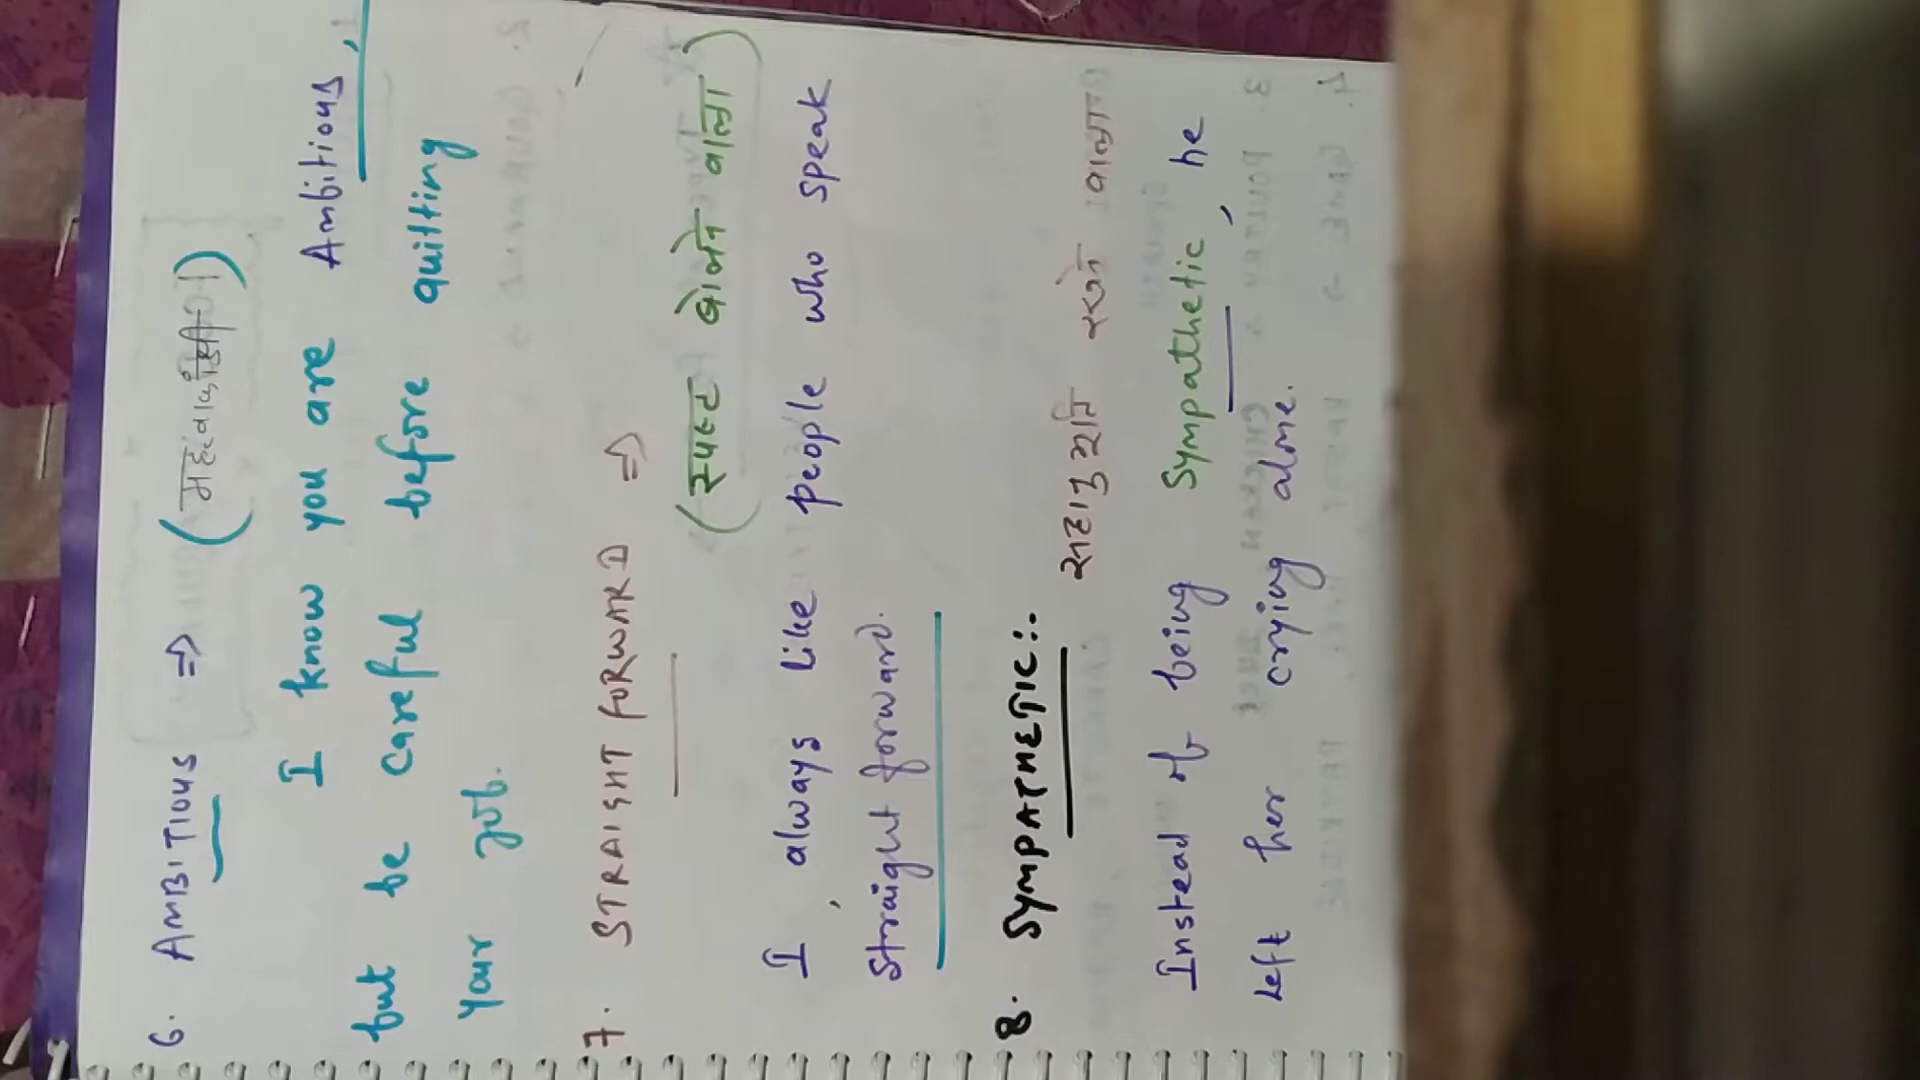 6. AMBITIOUS ⇒ (महत्वाकांक्षी)
I know you are Ambitious,
but be careful before quitting
your job.
7. STRAIGHT FORWARD ⇒
(स्पष्ट बोलने वाला)
I always like people who speak
straight forward.
8. SYMPATHETIC:.
सहानुभूति रखने वाला
Instead of being Sympathetic, he
left her crying alone.